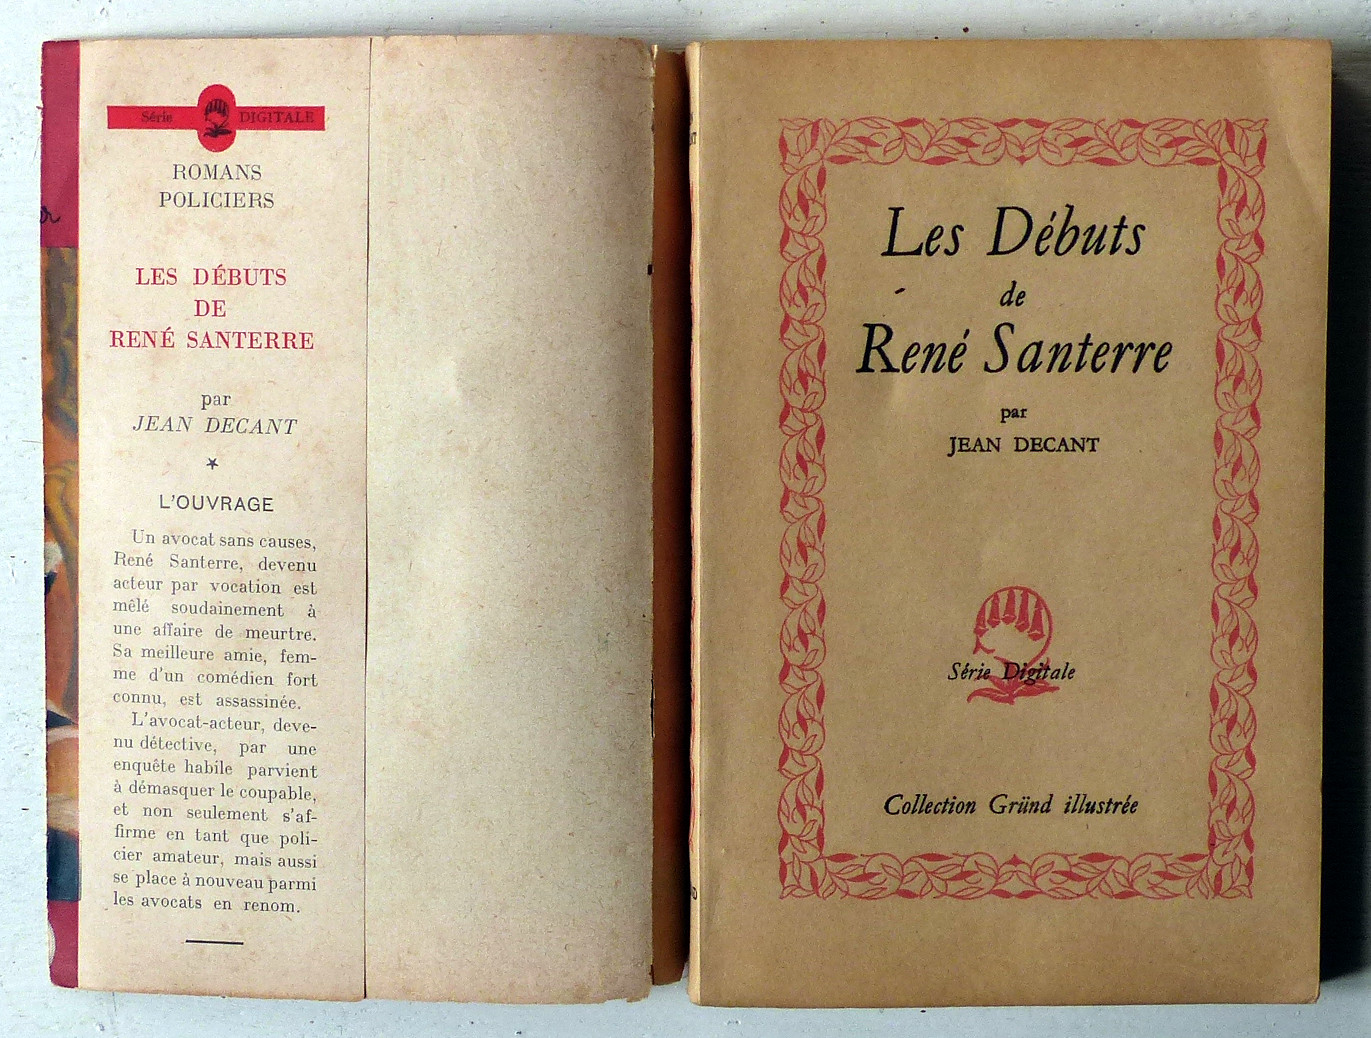 Série DIGITALE
ROMANS
POLICIERS
LES DÉBUTS
DE
RENÉ SANTERRE
par
JEAN DECANT
★
L'OUVRAGE
Un avocat sans causes,
René Santerre, devenu
acteur par vocation est
mêlé soudainement à
une affaire de meurtre.
Sa meilleure amie, fem-
me d'un comédien fort
connu, est assassinée.
L'avocat-acteur, deve-
nu détective, par une
enquête habile parvient
à démasquer le coupable,
et non seulement s'af-
firme en tant que poli-
cier amateur, mais aussi
se place à nouveau parmi
les avocats en renom.
Les Débuts
de
René Santerre
par
JEAN DECANT
Série Digitale
Collection Gründ illustrée